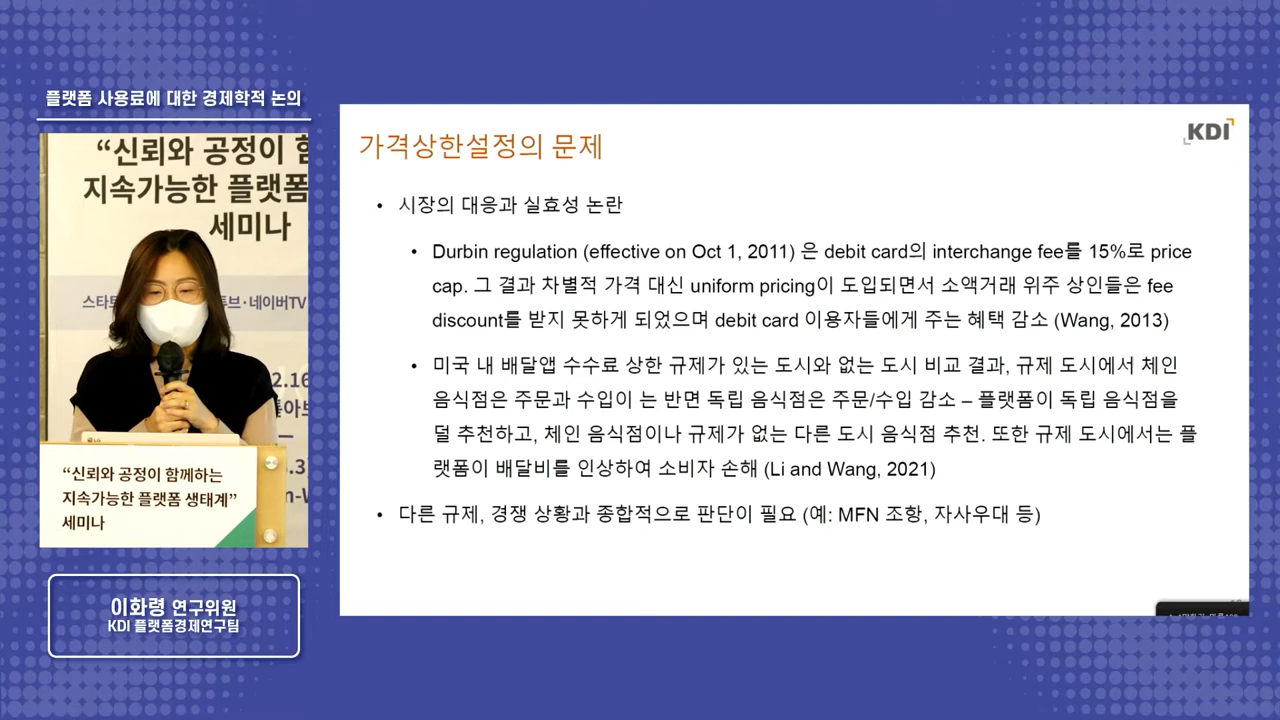 플랫폼 사용료에 대한 경제학적 논의
“신뢰와 공정이 함
지속가능한 플랫폼
세미나
스타트
튜브·네이버TV
2.16
“신뢰와 공정이 함께하는
지속가능한 플랫폼 생태계”
세미나
이화령 연구위원
KDI 플랫폼경제연구팀
KDI
가격상한설정의 문제
• 시장의 대응과 실효성 논란
• Durbin regulation (effective on Oct 1, 2011) 은 debit card의 interchange fee를 15%로 price
cap. 그 결과 차별적 가격 대신 uniform pricing이 도입되면서 소액거래 위주 상인들은 fee
discount를 받지 못하게 되었으며 debit card 이용자들에게 주는 혜택 감소 (Wang, 2013)
• 미국 내 배달앱 수수료 상한 규제가 있는 도시와 없는 도시 비교 결과, 규제 도시에서 체인
음식점은 주문과 수입이 는 반면 독립 음식점은 주문/수입 감소 – 플랫폼이 독립 음식점을
덜 추천하고, 체인 음식점이나 규제가 없는 다른 도시 음식점 추천. 또한 규제 도시에서는 플
랫폼이 배달비를 인상하여 소비자 손해 (Li and Wang, 2021)
• 다른 규제, 경쟁 상황과 종합적으로 판단이 필요 (예: MFN 조항, 자사우대 등)